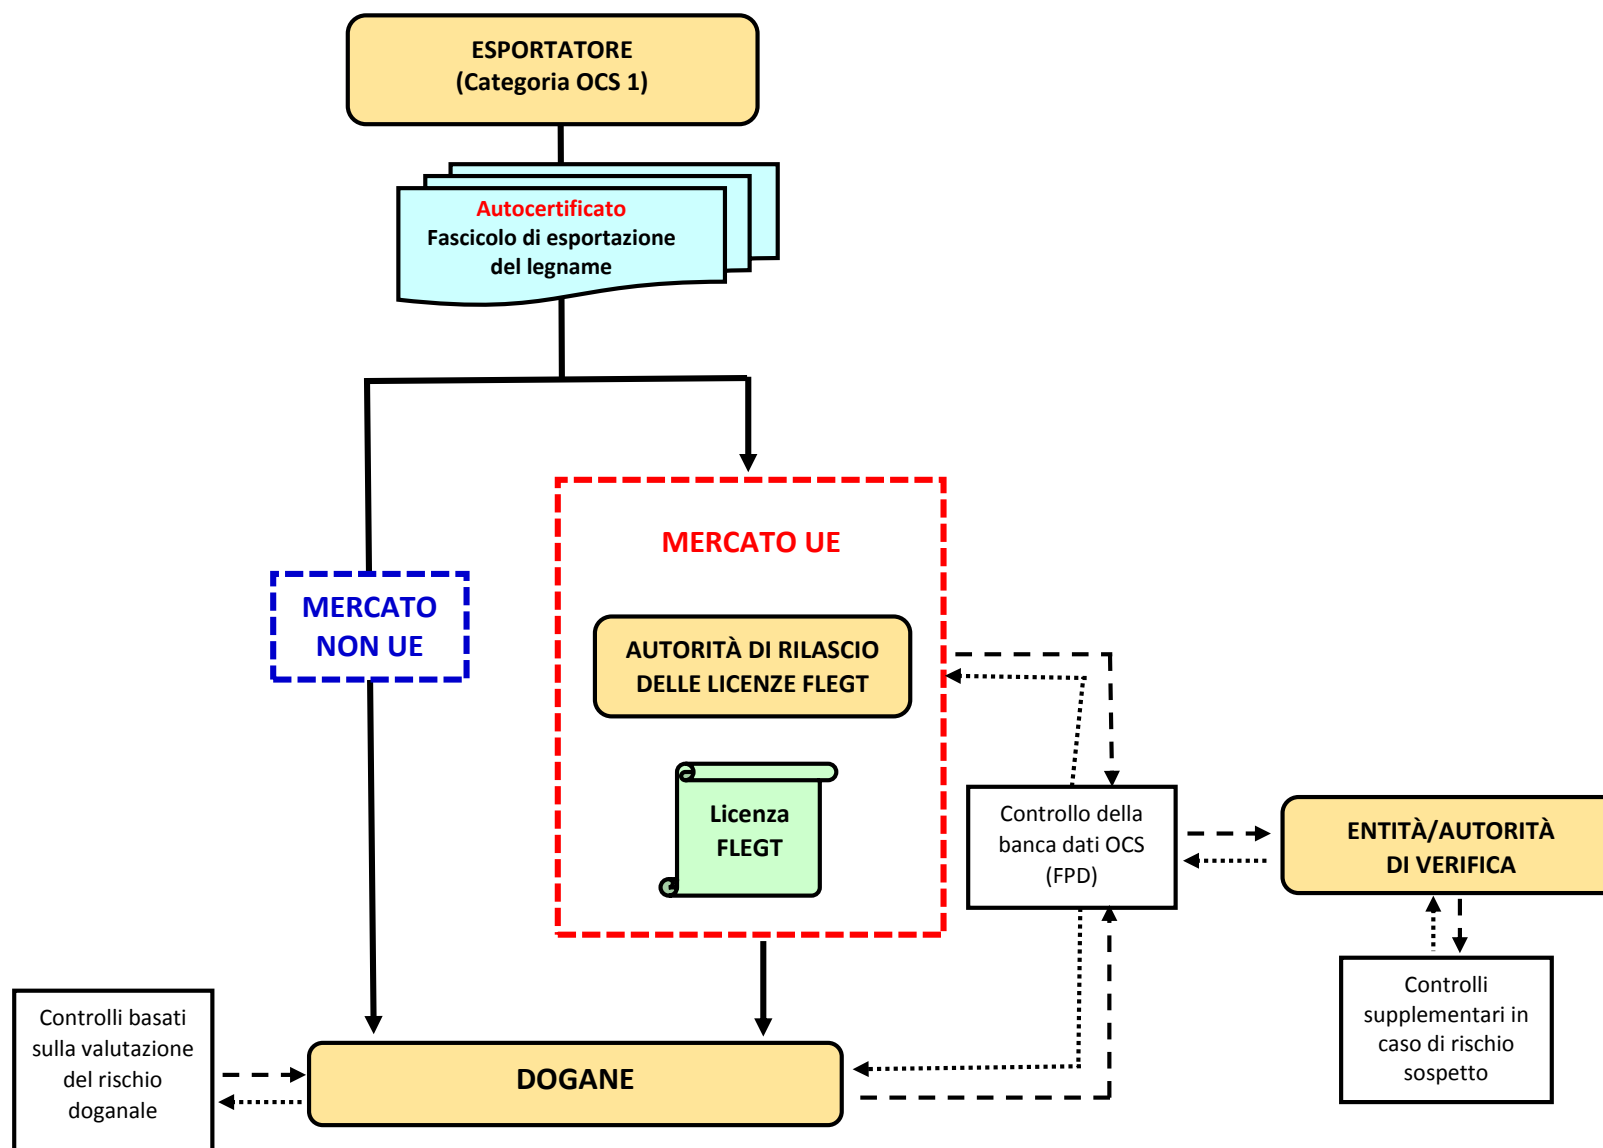 ESPORTATORE
(Categoria OCS 1)
Autocertificato
Fascicolo di esportazione
del legname
MERCATO UE
MERCATO
NON UE
AUTORITÀ DI RILASCIO
DELLE LICENZE FLEGT
Licenza
FLEGT
Controllo della
banca dati OCS
(FPD)
ENTITÀ/AUTORITÀ
DI VERIFICA
Controlli
supplementari in
caso di rischio
sospetto
Controlli basati
sulla valutazione
del rischio
doganale
DOGANE